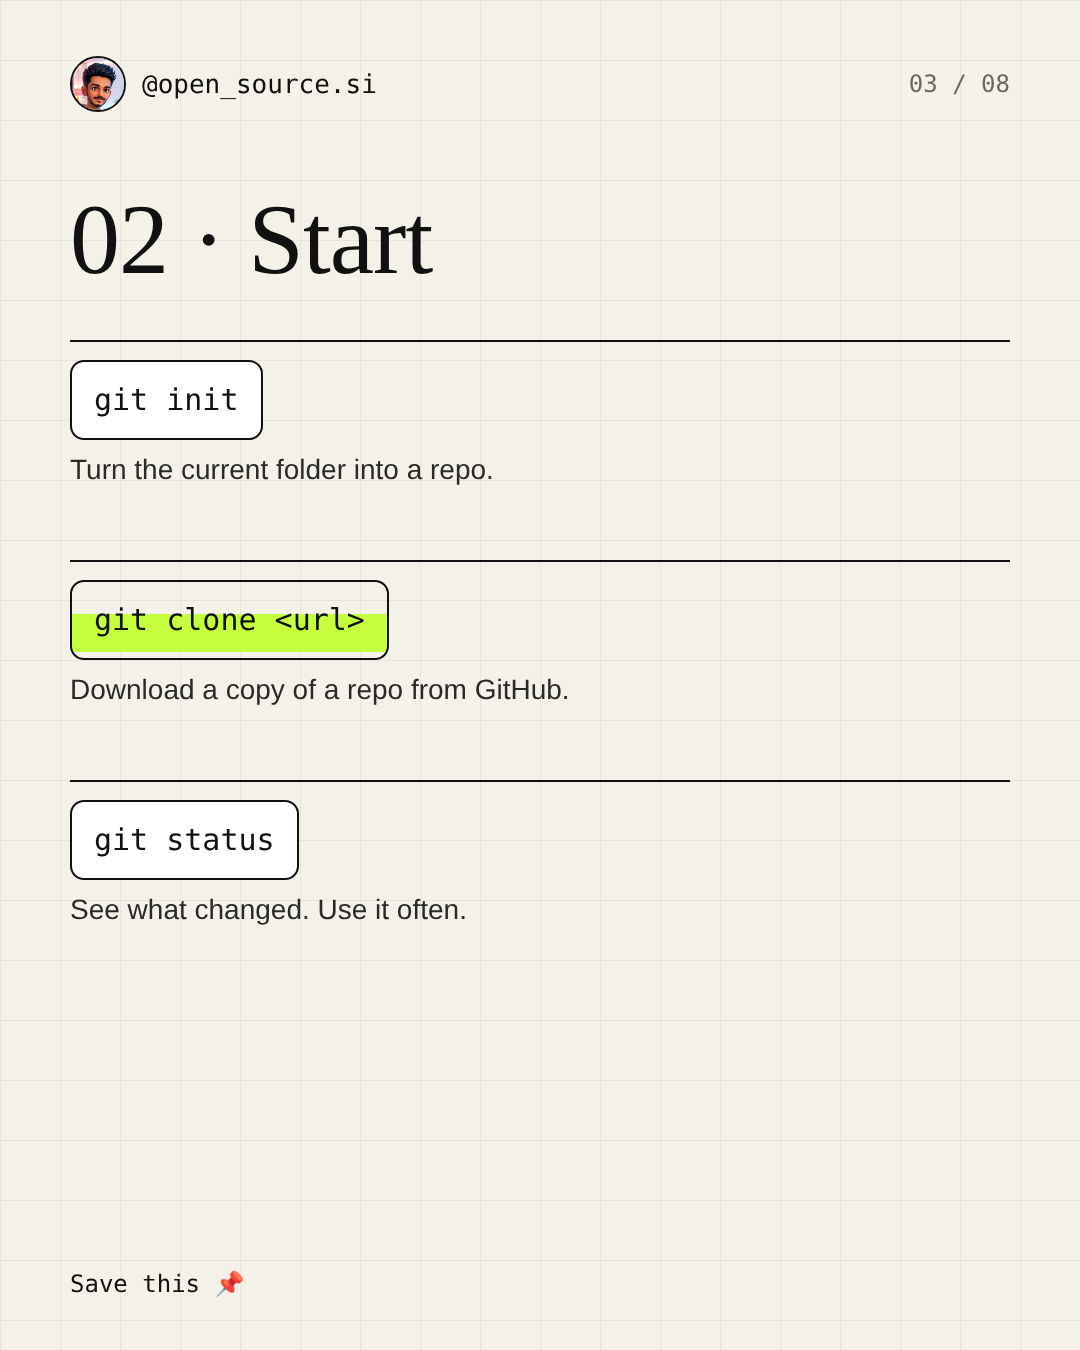 @open_source.si
03 / 08
02 · Start
git init
Turn the current folder into a repo.
git clone <url>
Download a copy of a repo from GitHub.
git status
See what changed. Use it often.
Save this 📌